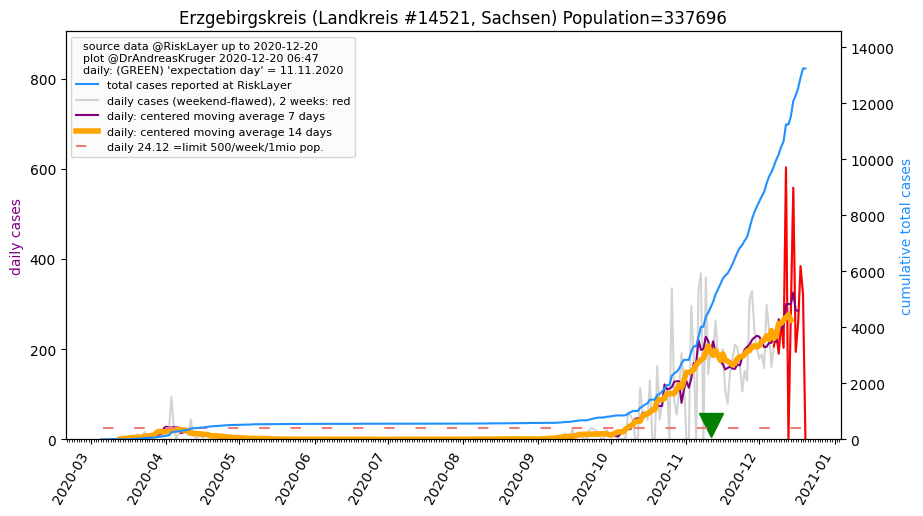 Erzgebirgskreis (Landkreis #14521, Sachsen) Population=337696
source data @RiskLayer up to 2020-12-20
plot @DrAndreasKruger 2020-12-20 06:47
daily: (GREEN) 'expectation day' = 11.11.2020
total cases reported at RiskLayer
daily cases (weekend-flawed), 2 weeks: red
daily: centered moving average 7 days
daily: centered moving average 14 days
daily 24.12 =limit 500/week/1mio pop.
daily cases
800
600
400
200
0
14000
12000
10000
8000
6000
4000
2000
0
cumulative total cases
2020-03
2020-04
2020-05
2020-06
2020-07
2020-08
2020-09
2020-10
2020-11
2020-12
2021-01